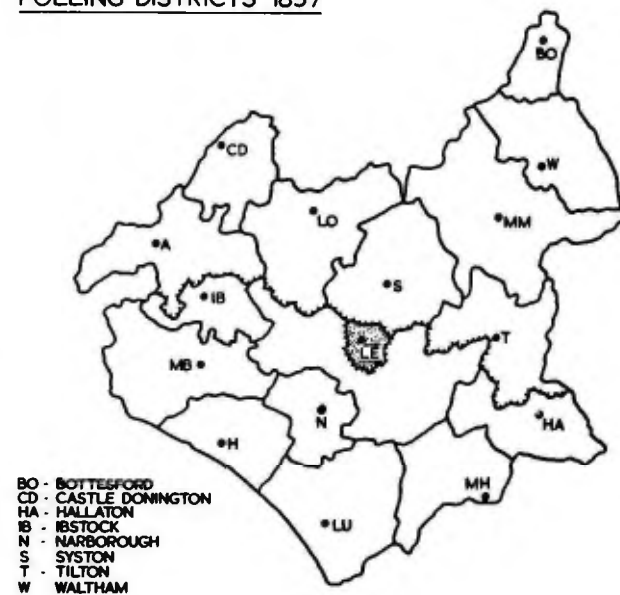 POLLING DISTRICTS 1857
BO
CD
W
LO
MM
A
S
IB
LE
T
MB
N
HA
H
MH
LU
BO - BOTTESFORD
CD - CASTLE DONINGTON
HA - HALLATON
IB - IBSTOCK
N - NARBOROUGH
S SYSTON
T - TILTON
W WALTHAM